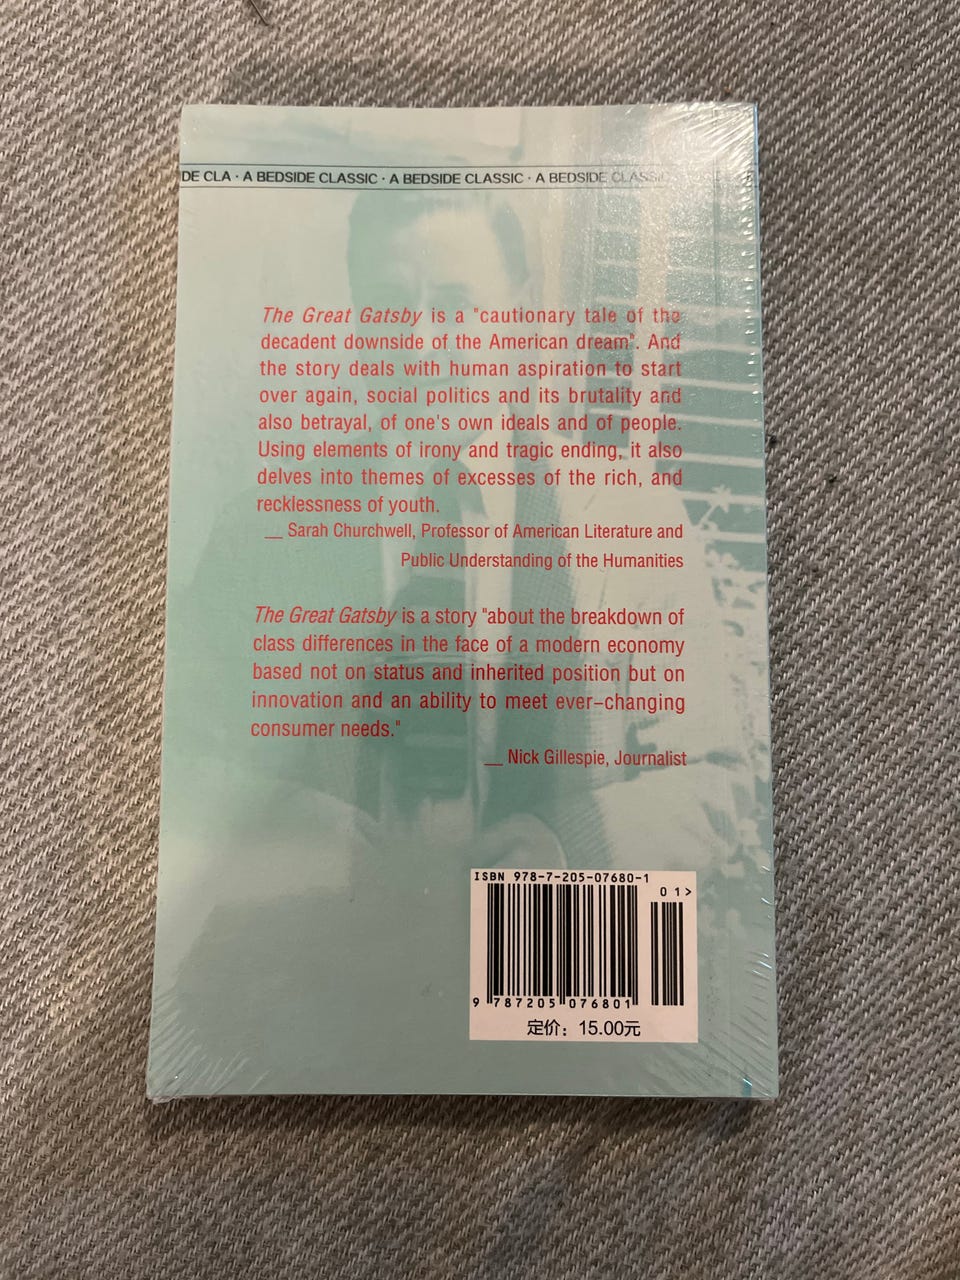 DE CLA · A BEDSIDE CLASSIC · A BEDSIDE CLASSIC · A BEDSIDE CLASSIC
The Great Gatsby is a "cautionary tale of the
decadent downside of the American dream". And
the story deals with human aspiration to start
over again, social politics and its brutality and
also betrayal, of one's own ideals and of people.
Using elements of irony and tragic ending, it also
delves into themes of excesses of the rich, and
recklessness of youth.
__ Sarah Churchwell, Professor of American Literature and
Public Understanding of the Humanities
The Great Gatsby is a story "about the breakdown of
class differences in the face of a modern economy
based not on status and inherited position but on
innovation and an ability to meet ever-changing
consumer needs."
__ Nick Gillespie, Journalist
ISBN 978-7-205-07680-1
01>
9 787205 076801
定价：15.00元